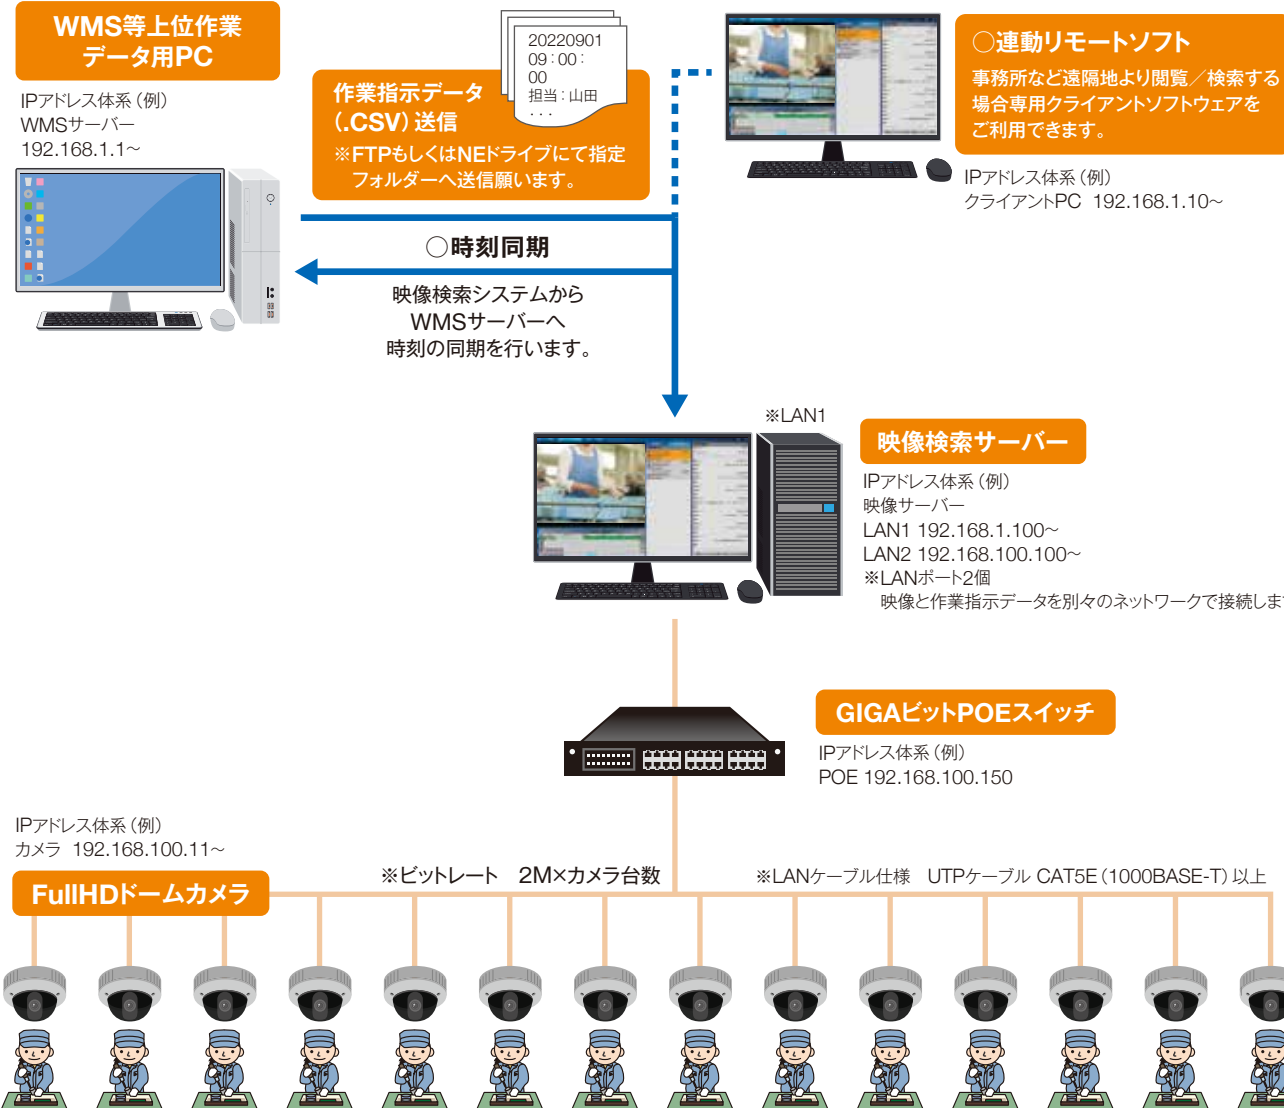 WMS等上位作業
データ用PC
IPアドレス体系（例）
WMSサーバー
192.168.1.1～
作業指示データ
（.CSV）送信
※FTPもしくはNEドライブにて指定
フォルダーへ送信願います。
20220901
09：00：
00
担当：山田
・・・
○連動リモートソフト
事務所など遠隔地より閲覧／検索する
場合専用クライアントソフトウェアを
ご利用できます。
IPアドレス体系（例）
クライアントPC 192.168.1.10～
○時刻同期
映像検索システムから
WMSサーバーへ
時刻の同期を行います。
※LAN1
映像検索サーバー
IPアドレス体系（例）
映像サーバー
LAN1 192.168.1.100～
LAN2 192.168.100.100～
※LANポート2個
映像と作業指示データを別々のネットワークで接続しま
GIGAビットPOEスイッチ
IPアドレス体系（例）
POE 192.168.100.150
IPアドレス体系（例）
カメラ 192.168.100.11～
FullHDドームカメラ
※ビットレート　2M×カメラ台数
※LANケーブル仕様　UTPケーブル CAT5E（1000BASE-T）以上